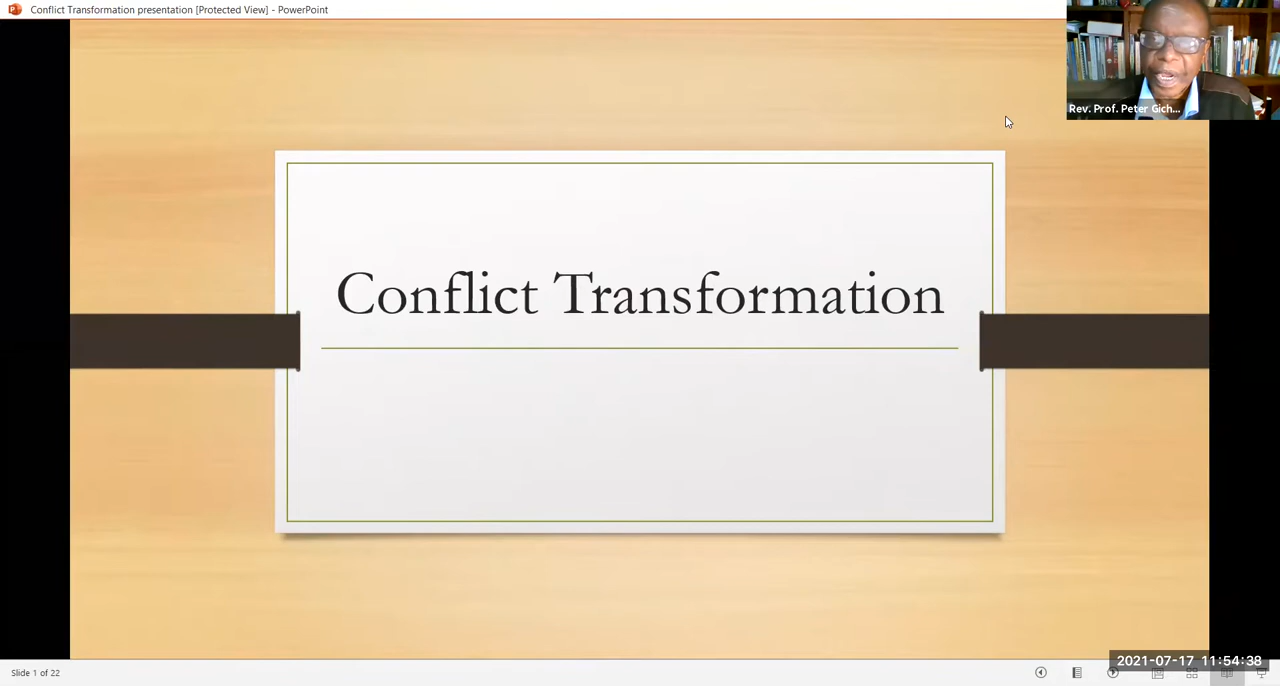 Conflict Transformation presentation [Protected View] - PowerPoint
Rev. Prof. Peter Gich...
Conflict Transformation
2021-07-17 11:54:38
Slide 1 of 22